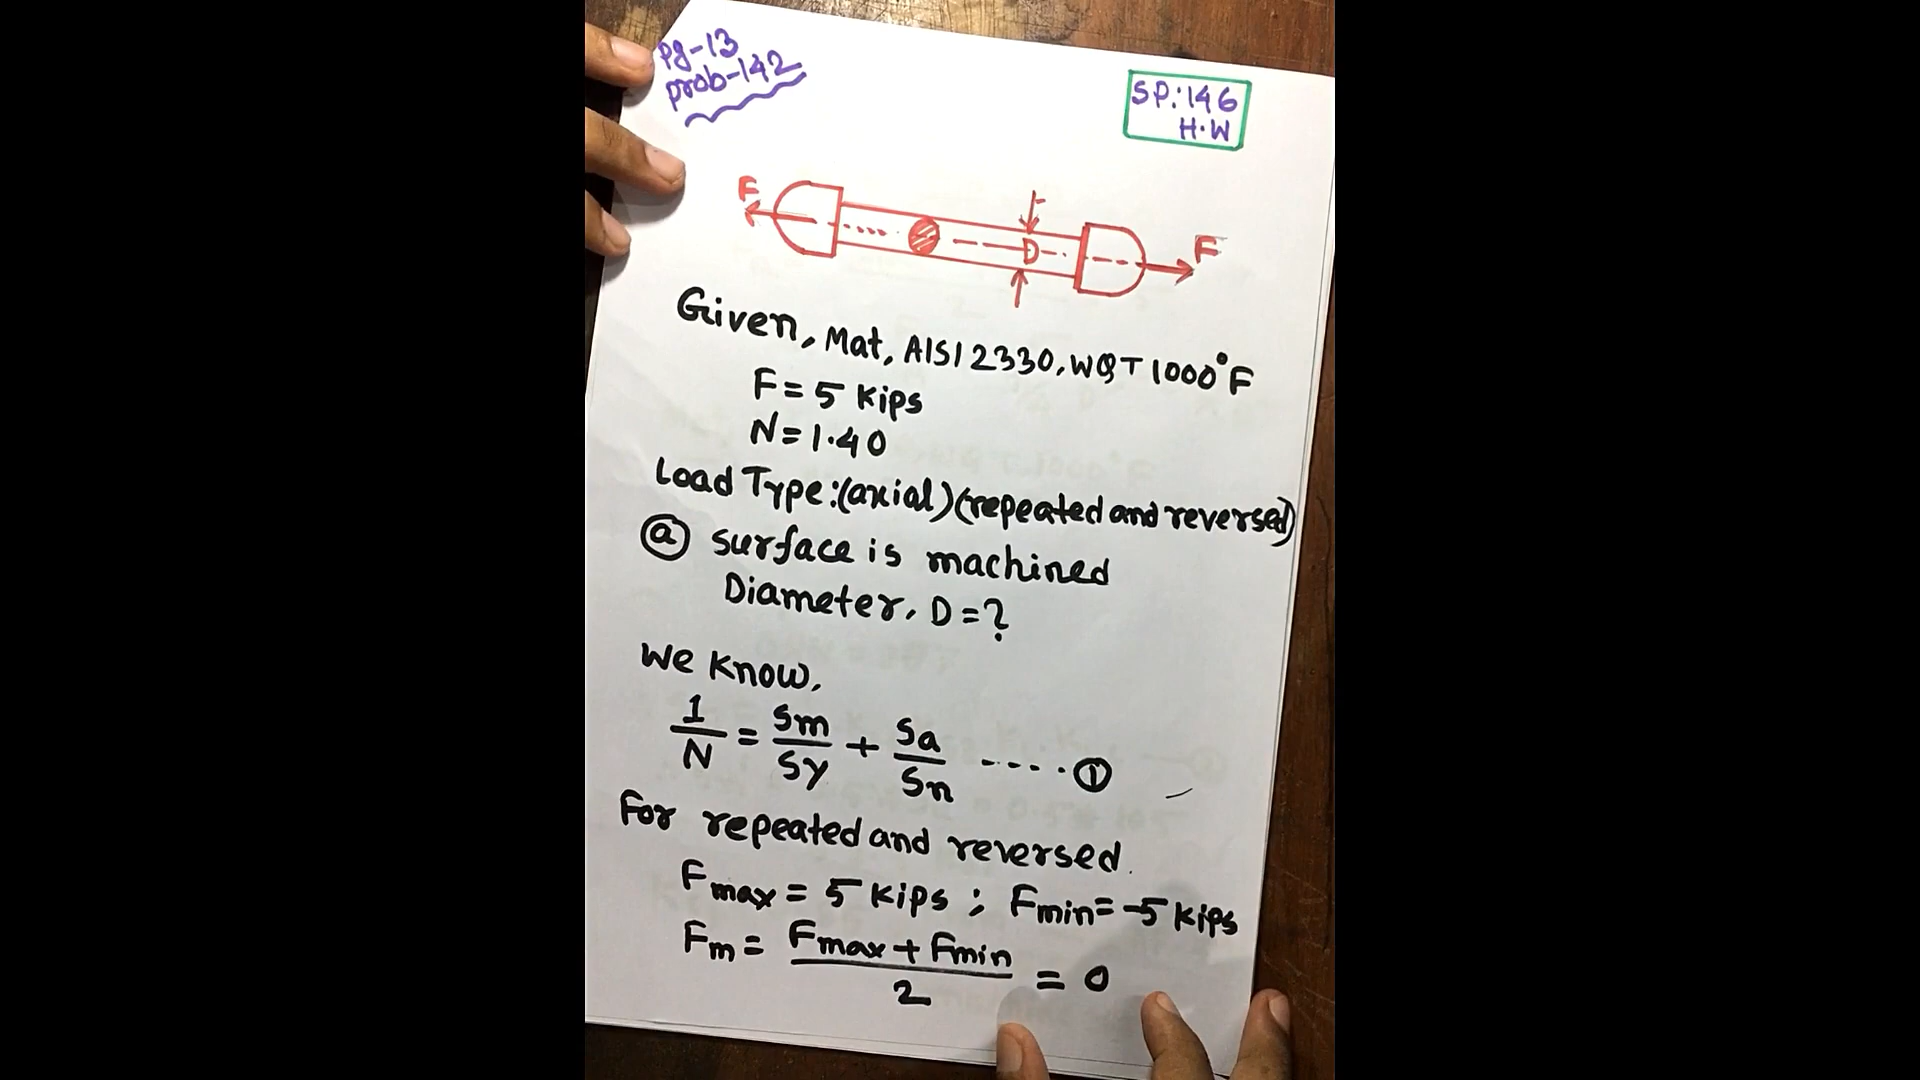 Pg-13
prob-142
SP:146
H.W
F
D
F
Given, Mat, AISI 2330, WQT 1000°F
F = 5 kips
N = 1.40
Load Type:(axial)(repeated and reversed)
ⓐ surface is machined
Diameter, D = ?
We know,
1/N = Sm/Sy + Sa/Sn ----- ①
For repeated and reversed.
Fmax = 5 kips ; Fmin = -5 kips
Fm = Fmax + Fmin / 2 = 0